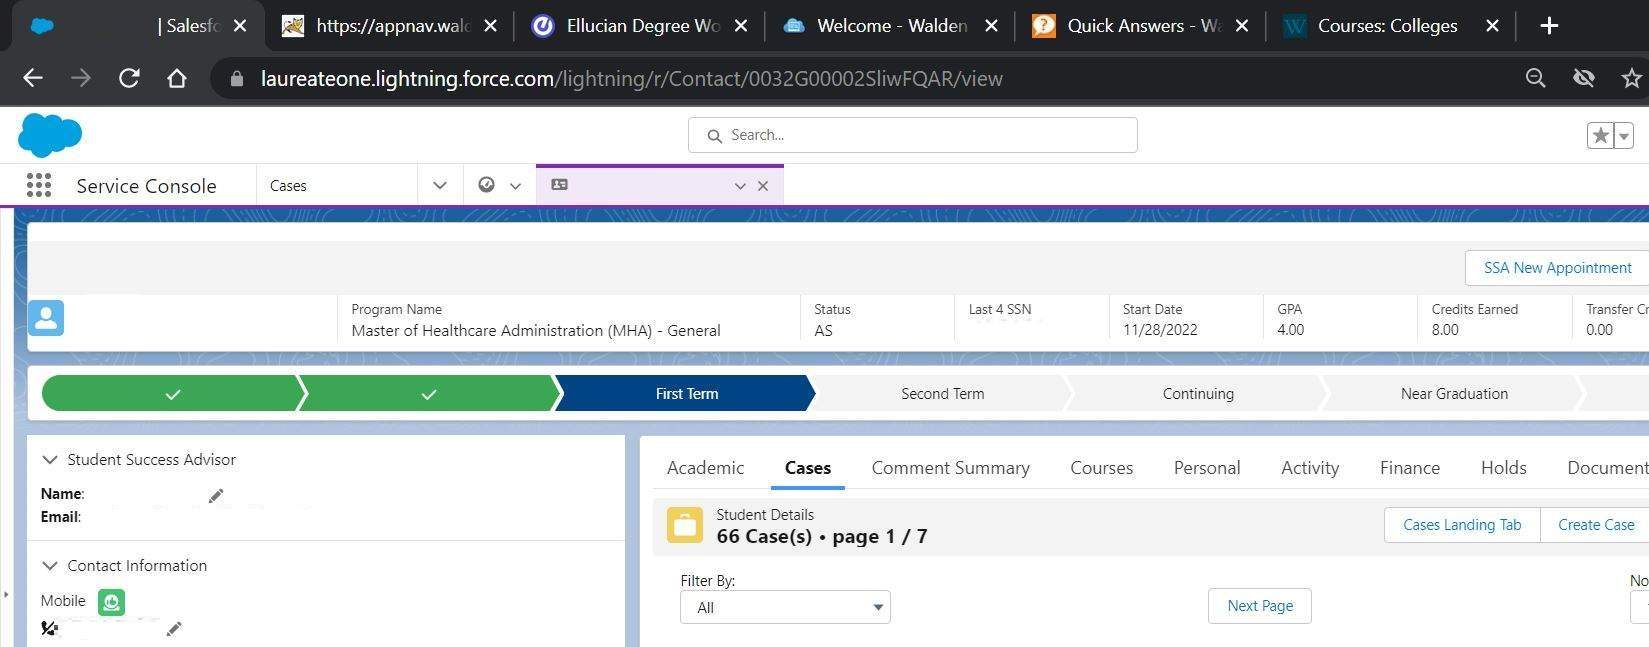 | Salesfo
https://appnav.wald
Ellucian Degree Wo
Welcome - Walden
Quick Answers - Wa
Courses: Colleges
laureateone.lightning.force.com/lightning/r/Contact/0032G00002SliwFQAR/view
Search...
Service Console
Cases
SSA New Appointment
Program Name
Master of Healthcare Administration (MHA) - General
Status
AS
Last 4 SSN
Start Date
11/28/2022
GPA
4.00
Credits Earned
8.00
Transfer Cr
0.00
First Term
Second Term
Continuing
Near Graduation
Student Success Advisor
Name:
Email:
Contact Information
Mobile
Academic
Cases
Comment Summary
Courses
Personal
Activity
Finance
Holds
Document
Student Details
66 Case(s) • page 1 / 7
Cases Landing Tab
Create Case
Filter By:
All
Next Page
No